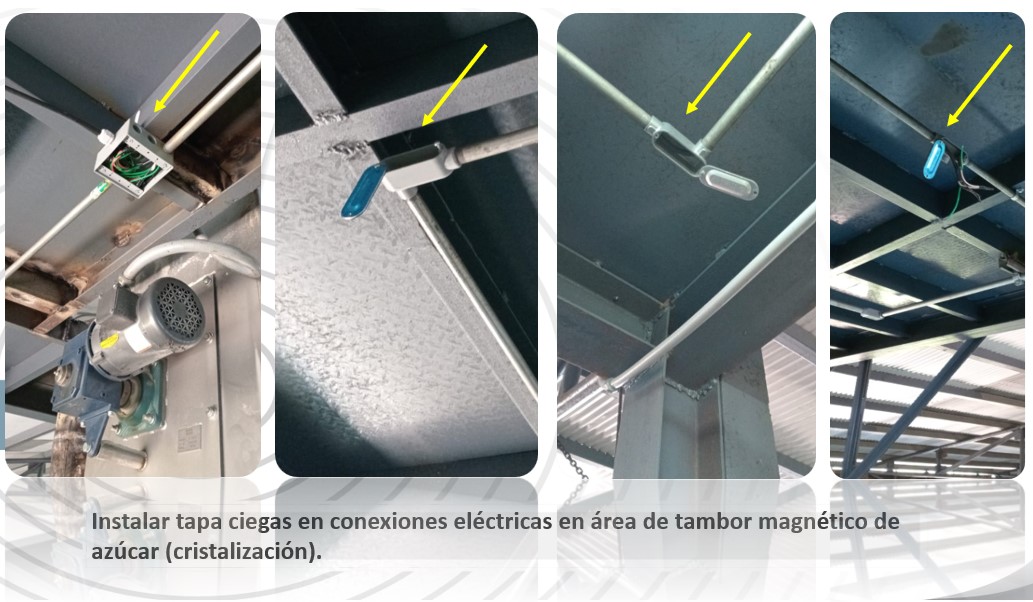 Instalar tapa ciegas en conexiones eléctricas en área de tambor magnético de
azúcar (cristalización).